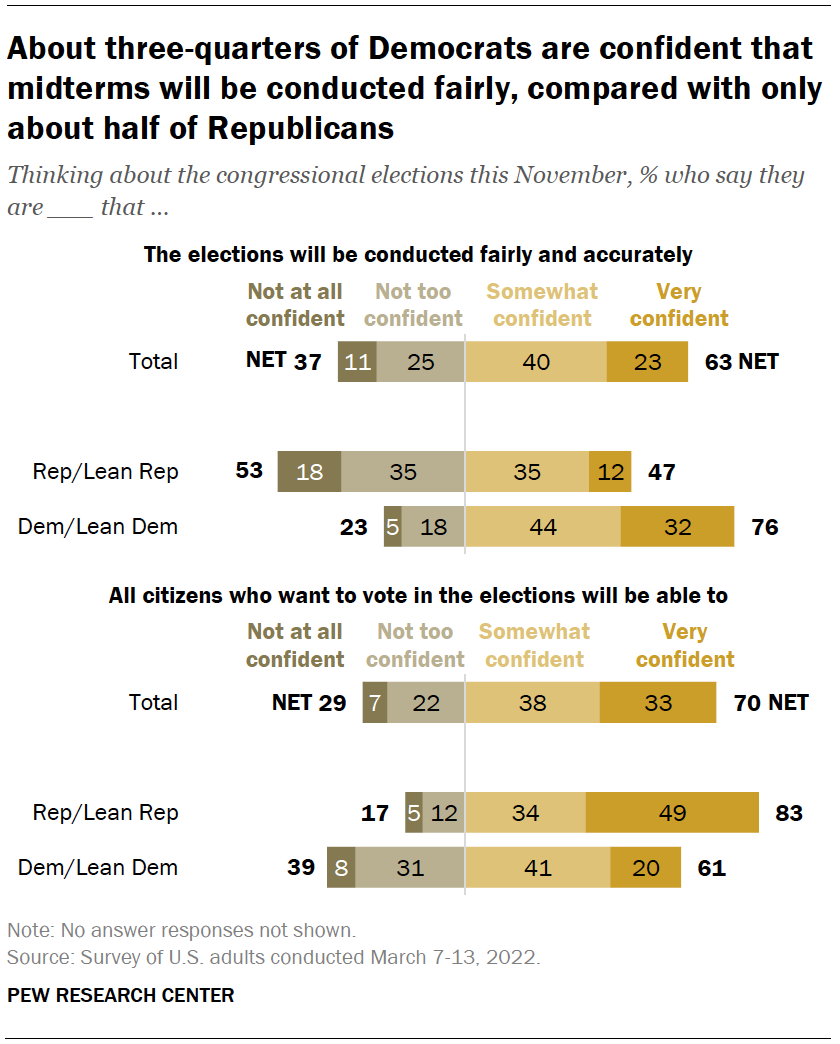 About three-quarters of Democrats are confident that
midterms will be conducted fairly, compared with only
about half of Republicans
Thinking about the congressional elections this November, % who say they
are ____ that ...
The elections will be conducted fairly and accurately
Not at all confident Not too confident Somewhat confident Very confident
Total NET 37 11 25 40 23 63 NET
Rep/Lean Rep 53 18 35 35 12 47
Dem/Lean Dem 23 5 18 44 32 76
All citizens who want to vote in the elections will be able to
Not at all confident Not too confident Somewhat confident Very confident
Total NET 29 7 22 38 33 70 NET
Rep/Lean Rep 17 5 12 34 49 83
Dem/Lean Dem 39 8 31 41 20 61
Note: No answer responses not shown.
Source: Survey of U.S. adults conducted March 7-13, 2022.
PEW RESEARCH CENTER